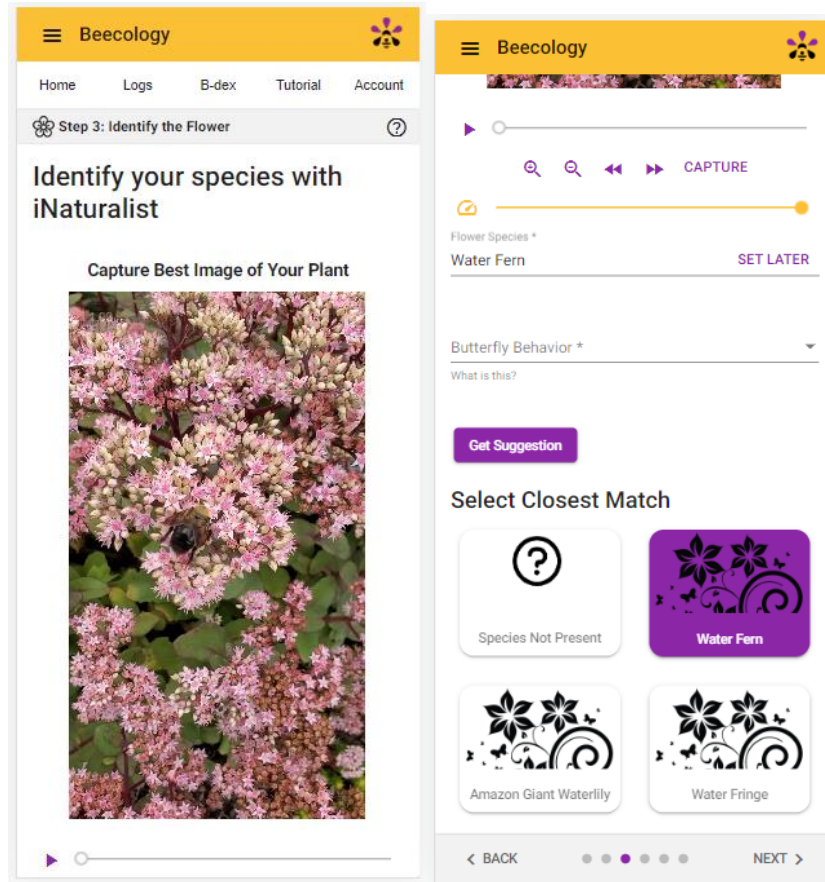 Beecology
Home Logs B-dex Tutorial Account
Step 3: Identify the Flower
Identify your species with
iNaturalist
Capture Best Image of Your Plant
Beecology
CAPTURE
Flower Species *
Water Fern SET LATER
Butterfly Behavior *
What is this?
Get Suggestion
Select Closest Match
Species Not Present Water Fern
Amazon Giant Waterlily Water Fringe
BACK NEXT